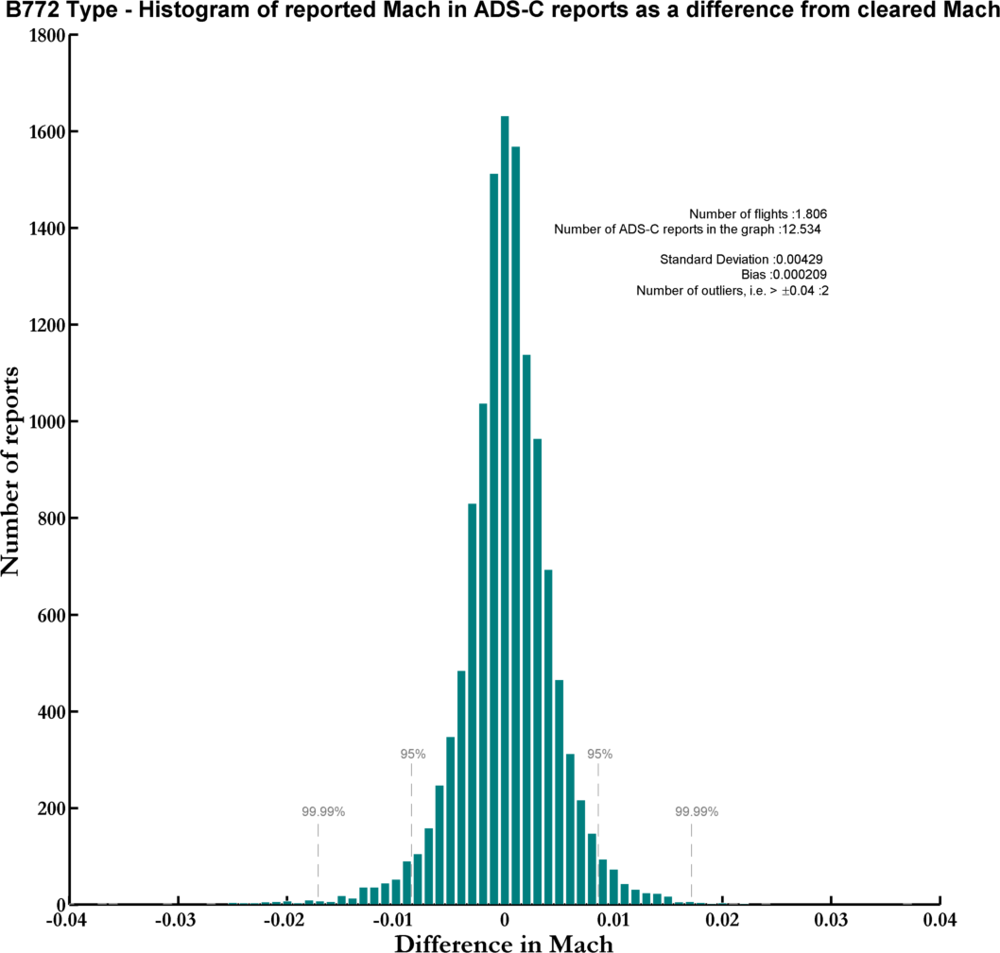 B772 Type - Histogram of reported Mach in ADS-C reports as a difference from cleared Mach
1800
1600
1400
1200
1000
800
600
400
200
0
Number of reports
Number of flights :1.806
Number of ADS-C reports in the graph :12.534
Standard Deviation :0.00429
Bias :0.000209
Number of outliers, i.e. > ±0.04 :2
95%
95%
99.99%
99.99%
-0.04
-0.03
-0.02
-0.01
0
0.01
0.02
0.03
0.04
Difference in Mach